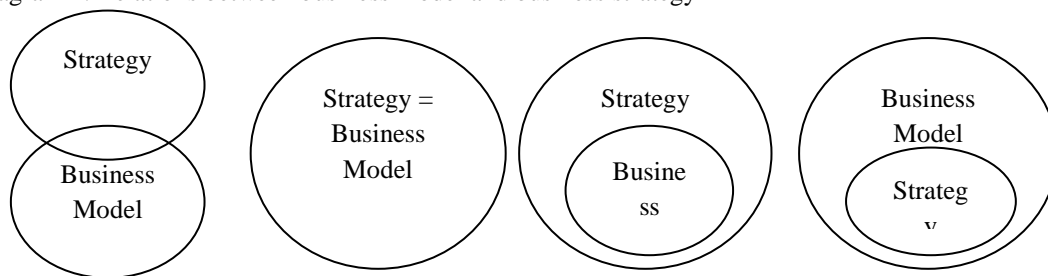 Strategy
Business
Model
Strategy =
Business
Model
Strategy
Busine
ss
Business
Model
Strateg